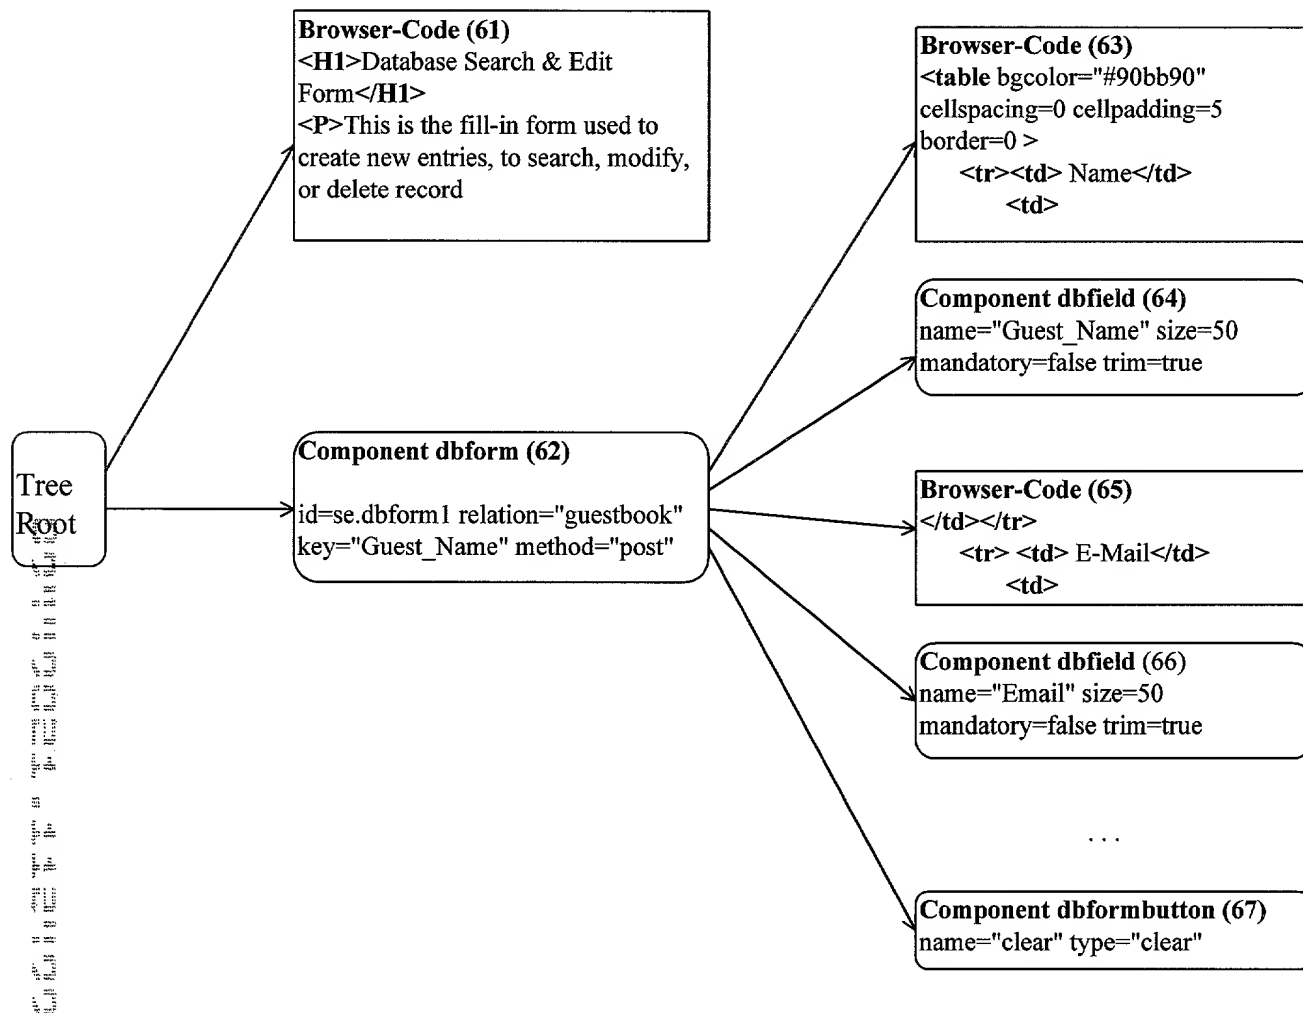 Browser-Code (61)
<H1>Database Search & Edit
Form</H1>
<P>This is the fill-in form used to
create new entries, to search, modify,
or delete record
Tree
Root
Component dbform (62)
id=se.dbform1 relation="guestbook"
key="Guest_Name" method="post"
Browser-Code (63)
<table bgcolor="#90bb90"
cellspacing=0 cellpadding=5
border=0 >
<tr><td> Name</td>
<td>
Component dbfield (64)
name="Guest_Name" size=50
mandatory=false trim=true
Browser-Code (65)
</td></tr>
<tr> <td> E-Mail</td>
<td>
Component dbfield (66)
name="Email" size=50
mandatory=false trim=true
. . .
Component dbformbutton (67)
name="clear" type="clear"